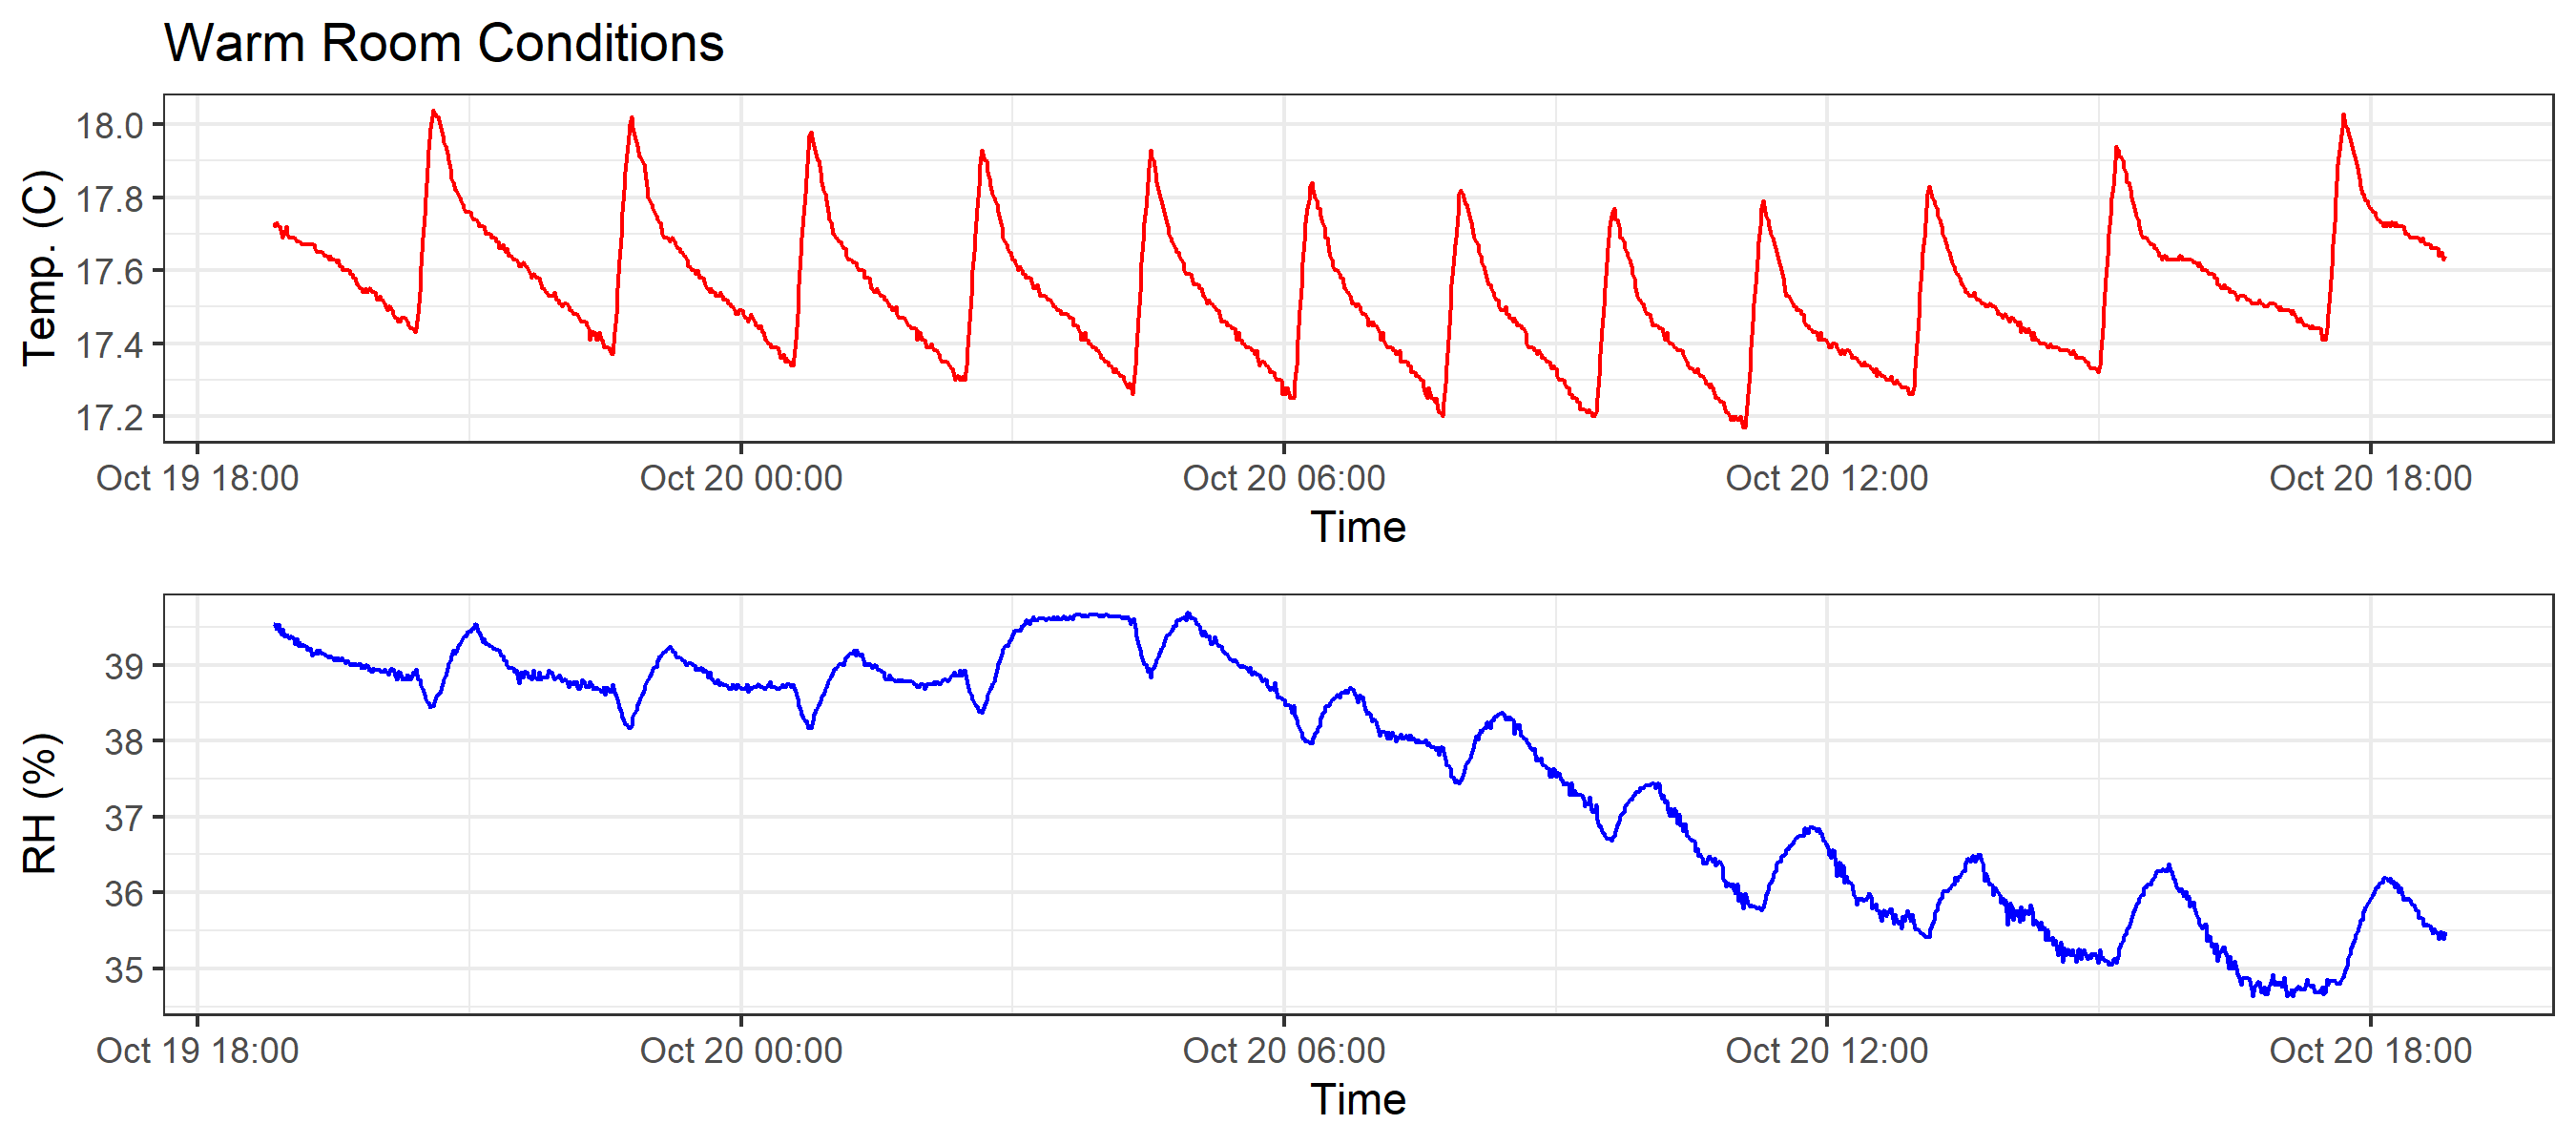 Warm Room Conditions
Temp. (C)
18.0
17.8
17.6
17.4
17.2
Oct 19 18:00 Oct 20 00:00 Oct 20 06:00 Oct 20 12:00 Oct 20 18:00
Time
RH (%)
39
38
37
36
35
Oct 19 18:00 Oct 20 00:00 Oct 20 06:00 Oct 20 12:00 Oct 20 18:00
Time